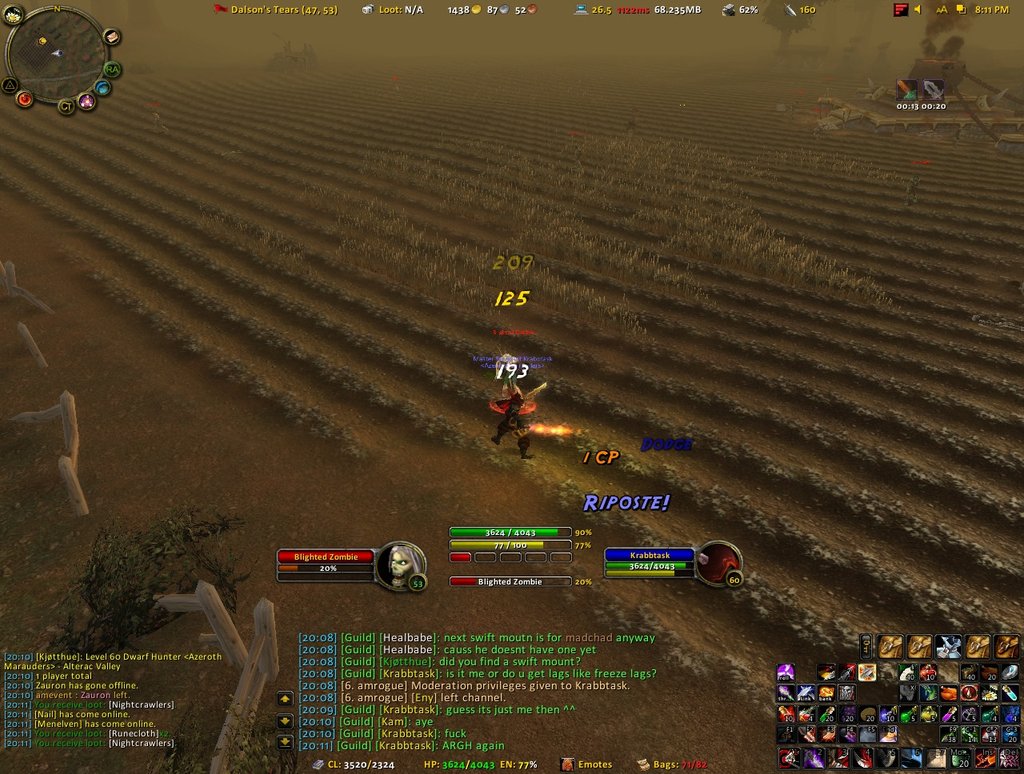 Dalson's Tears (47, 53) Loot: N/A 1438 87 52 26.5 1122ms 68.235MB 62% 160 AA 8:11 PM
N
RA
CT
00:13 00:20
209
125
193
Dodge
1 CP
Riposte!
3624 / 4043 90%
77 / 100 77%
Blighted Zombie
20%
53
Blighted Zombie 20%
Krabbtask
3624/4043
60
[20:08] [Guild] [Healbabe]: next swift moutn is for madchad anyway
[20:08] [Guild] [Healbabe]: causs he doesnt have one yet
[20:08] [Guild] [Kjøtthue]: did you find a swift mount?
[20:08] [Guild] [Krabbtask]: is it me or do u get lags like freeze lags?
[20:08] [6. amrogue] Moderation privileges given to Krabbtask.
[20:08] [6. amrogue] [Env] left channel
[20:09] [Guild] [Krabbtask]: guess its just me then ^^
[20:10] [Guild] [Kam]: aye
[20:10] [Guild] [Krabbtask]: fuck
[20:11] [Guild] [Krabbtask]: ARGH again
[20:10] [Kjøtthue]: Level 60 Dwarf Hunter <Azeroth
Marauders> - Alterac Valley
[20:10] 1 player total
[20:10] Zauron has gone offline.
[20:10] amevent : Zauron left.
[20:11] You receive loot: [Nightcrawlers]
[20:11] [Nail] has come online.
[20:11] [Menelven] has come online.
[20:11] You receive loot: [Runecloth]x2.
[20:11] You receive loot: [Nightcrawlers].
CL: 3520/2324 HP: 3624/4043 EN: 77% Emotes Bags: 71/82